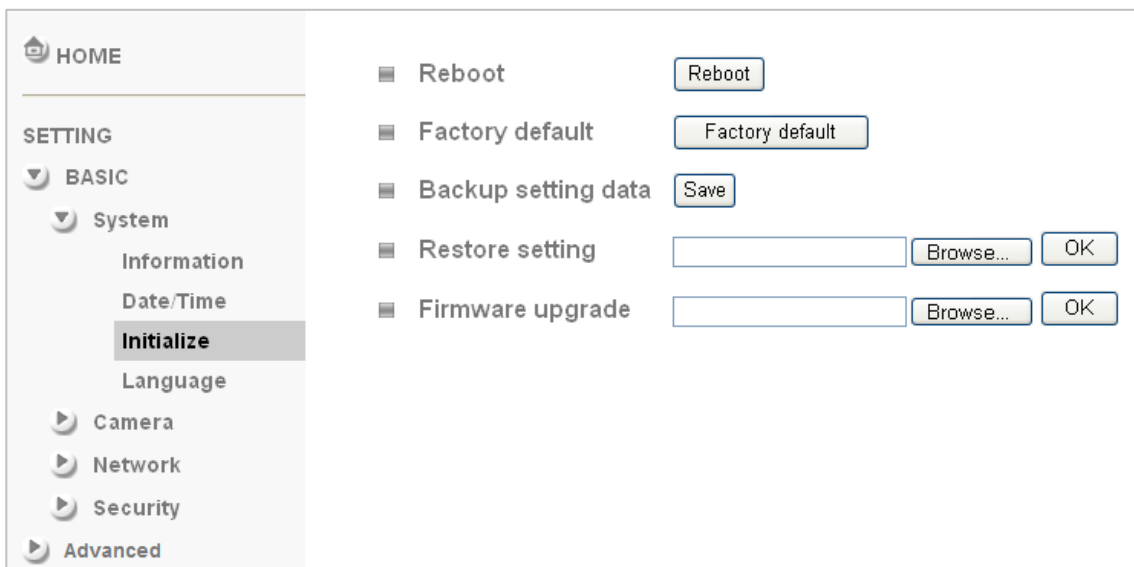 HOME
SETTING
BASIC
System
Information
Date/Time
Initialize
Language
Camera
Network
Security
Advanced
Reboot Reboot
Factory default Factory default
Backup setting data Save
Restore setting Browse... OK
Firmware upgrade Browse... OK